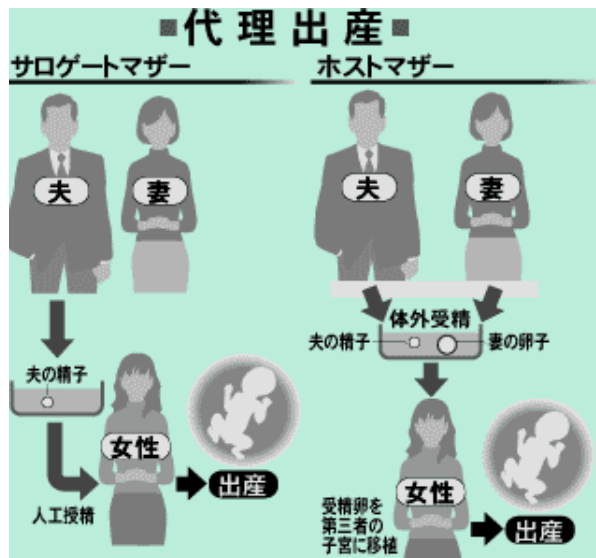 ■代理出産■
サロゲートマザー
夫
妻
夫の精子
女性
人工授精
出産
ホストマザー
夫
妻
体外受精
夫の精子
妻の卵子
女性
受精卵を
第三者の
子宮に移植
出産